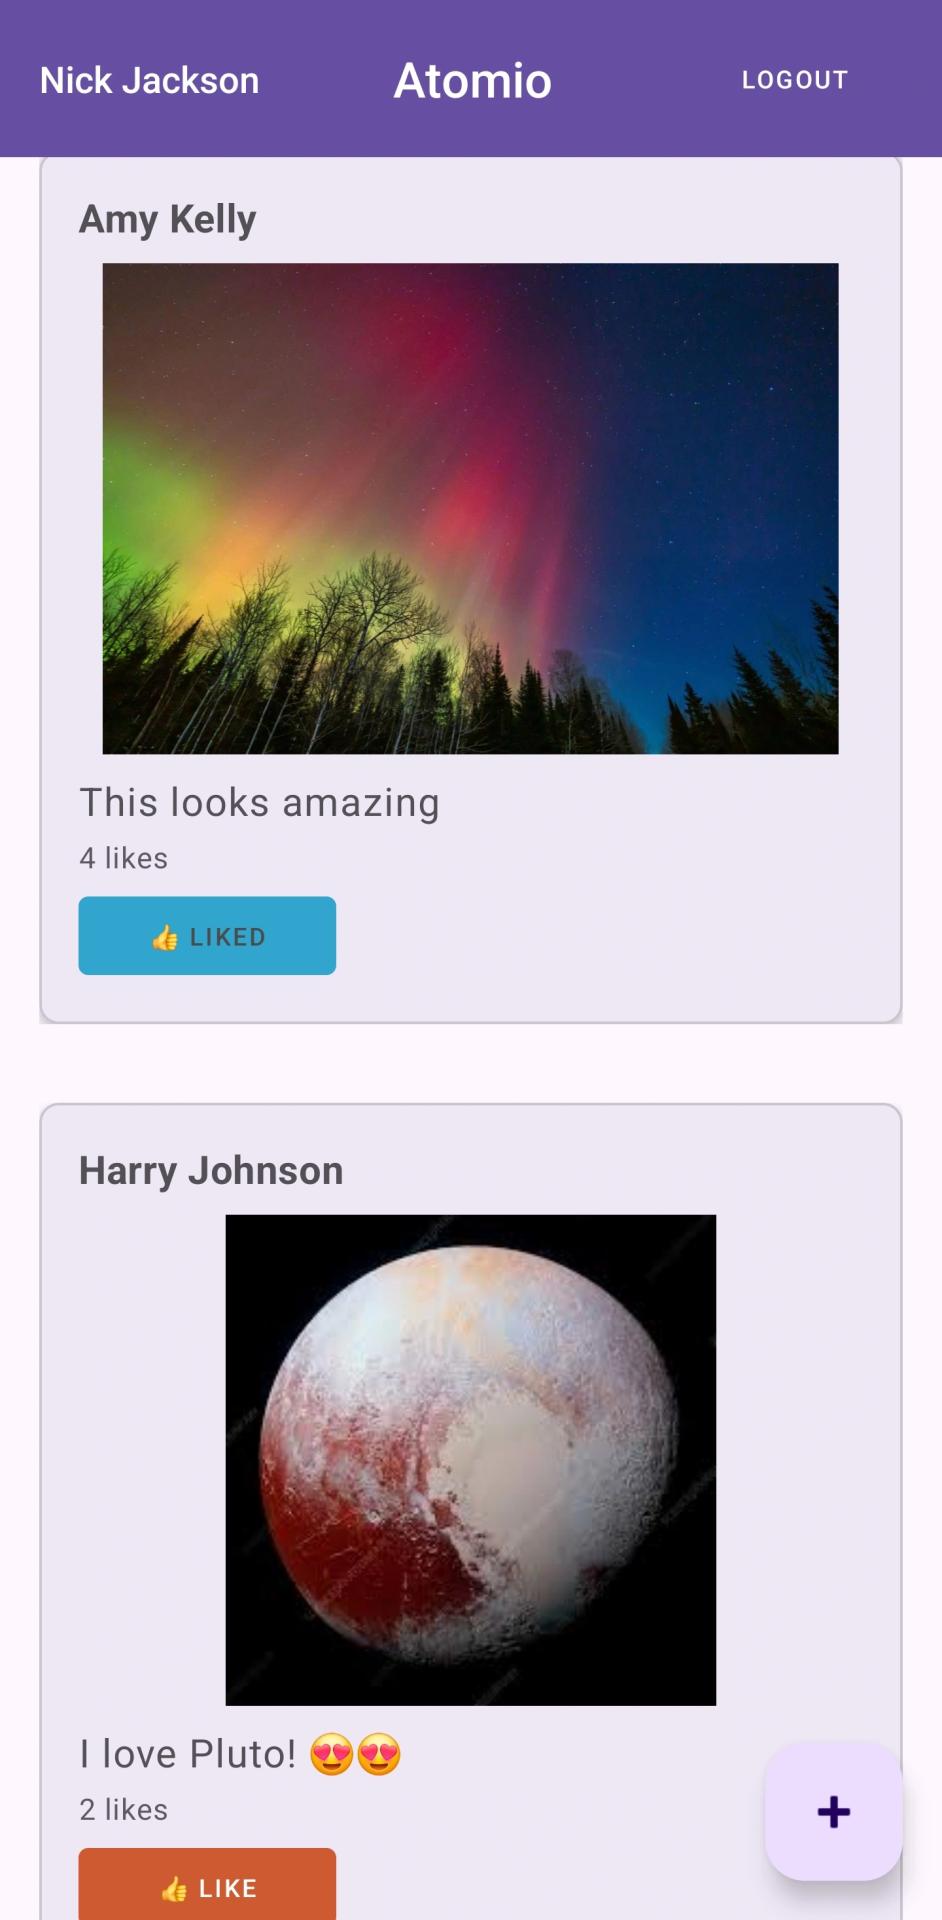 Nick Jackson Atomio LOGOUT
Amy Kelly
This looks amazing
4 likes
👍 LIKED
Harry Johnson
I love Pluto! 😍😍
2 likes
+
👍 LIKE